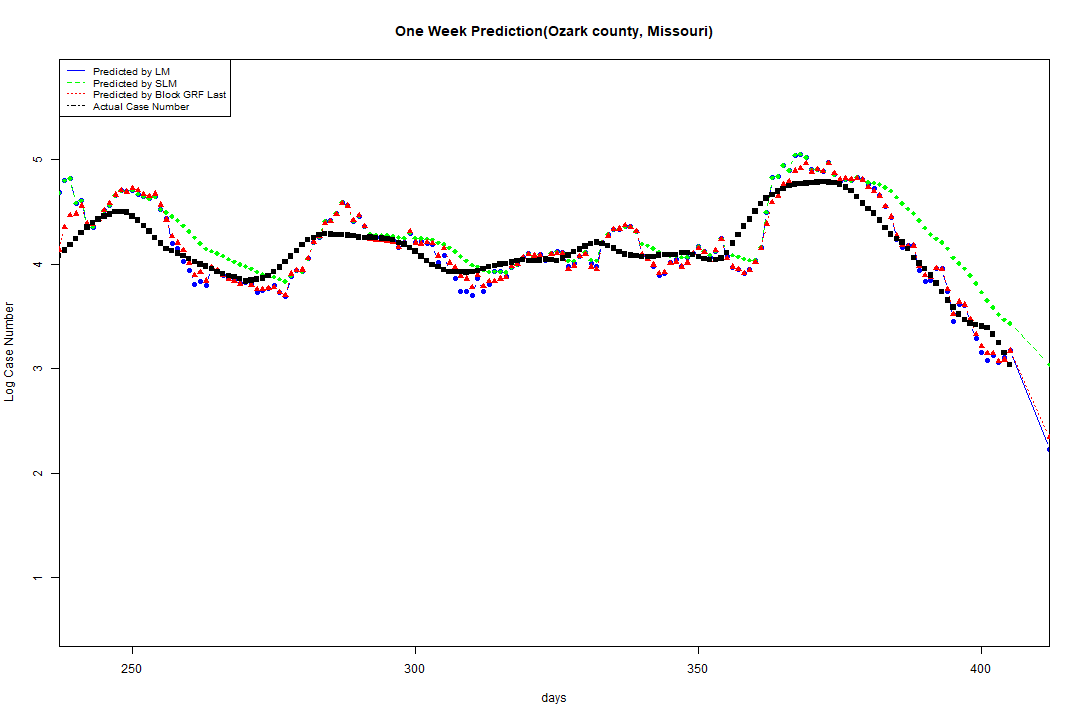 One Week Prediction(Ozark county, Missouri)
Predicted by LM
Predicted by SLM
Predicted by Block GRF Last
Actual Case Number
5
4
3
2
1
Log Case Number
250 300 350 400
days